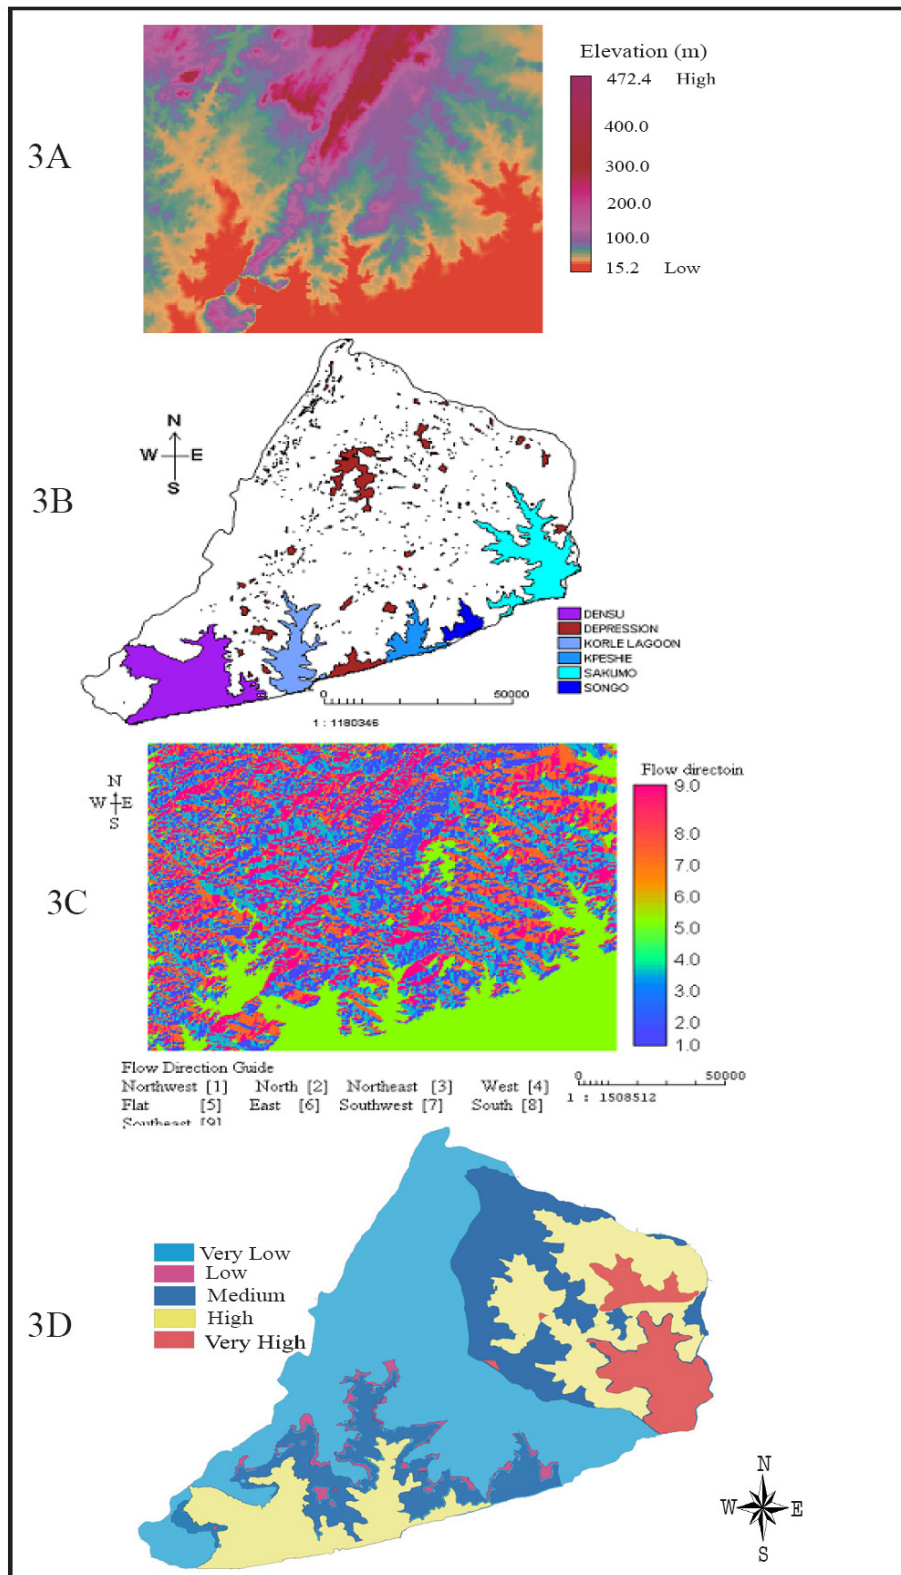 3A
Elevation (m)
472.4 High
400.0
300.0
200.0
100.0
15.2 Low
3B
N
W E
S
DENSU
DEPRESSION
KORLE LAGOON
KPESHIE
SAKUMO
SONGO
0 50000
1 : 1180346
3C
N
W E
S
Flow directoin
9.0
8.0
7.0
6.0
5.0
4.0
3.0
2.0
1.0
Flow Direction Guide
Northwest [1] North [2] Northeast [3] West [4]
Flat [5] East [6] Southwest [7] South [8]
Southeast [9]
0 50000
1 : 1508512
3D
Very Low
Low
Medium
High
Very High
N
W E
S